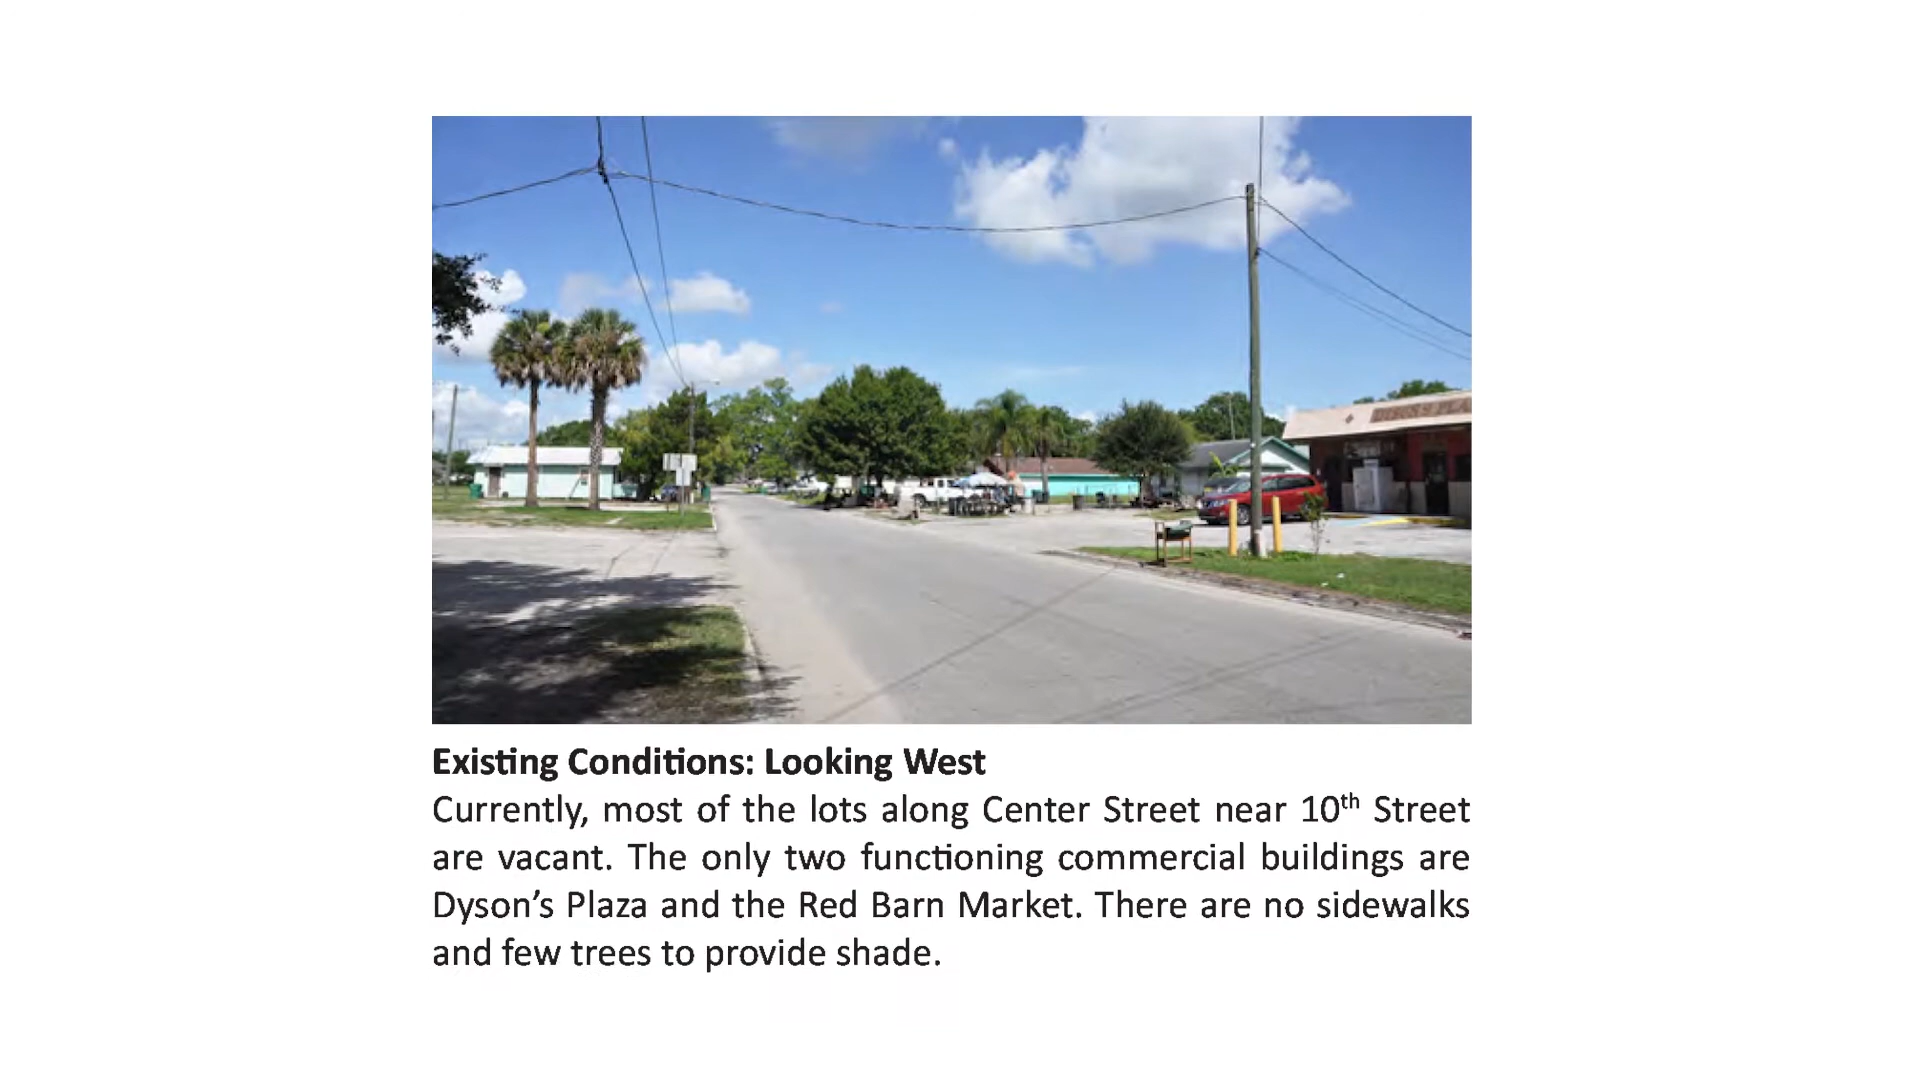 Existing Conditions: Looking West
Currently, most of the lots along Center Street near 10th Street
are vacant. The only two functioning commercial buildings are
Dyson's Plaza and the Red Barn Market. There are no sidewalks
and few trees to provide shade.